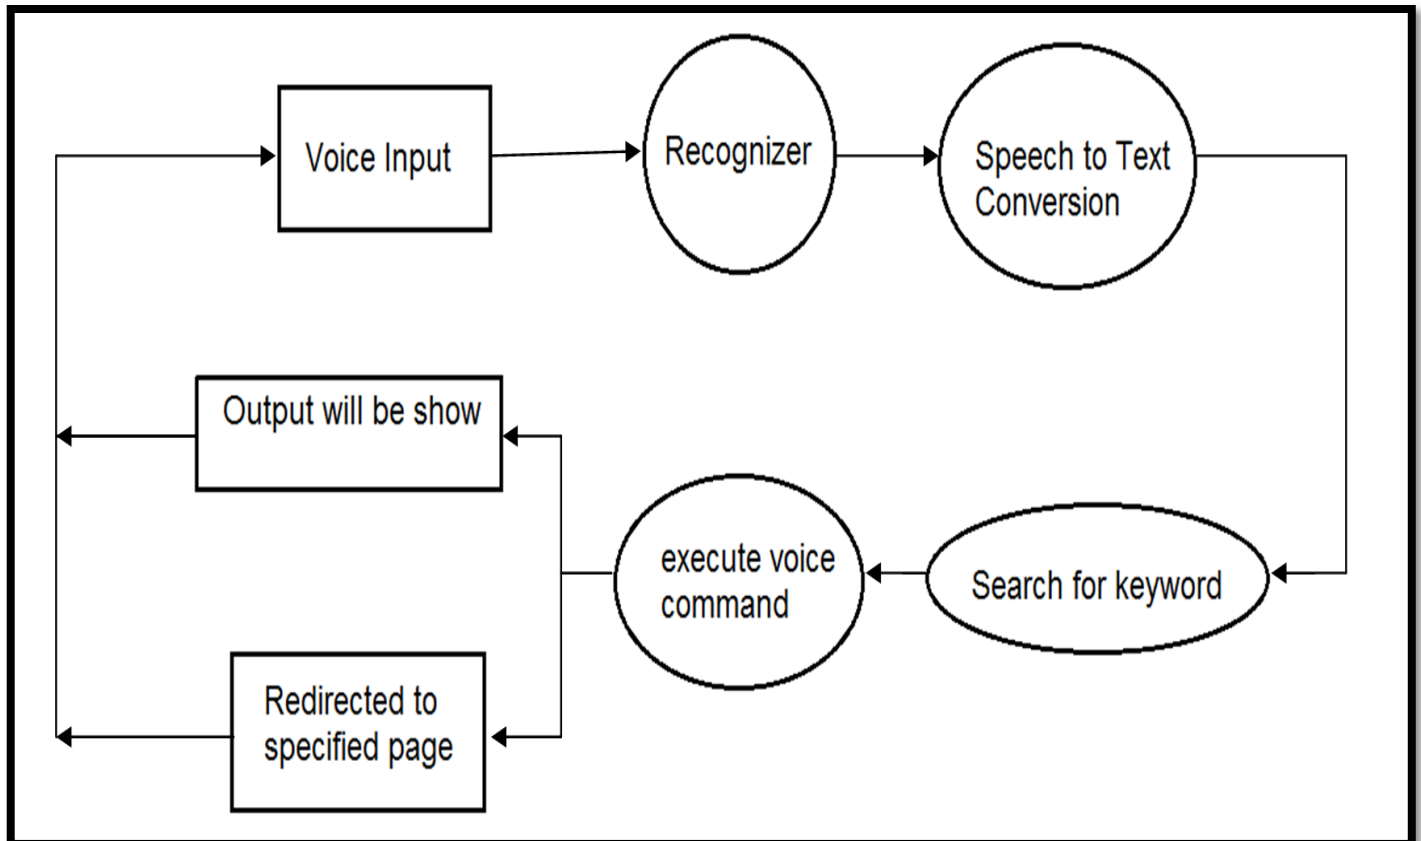 Voice Input
Recognizer
Speech to Text
Conversion
Output will be show
execute voice
command
Search for keyword
Redirected to
specified page